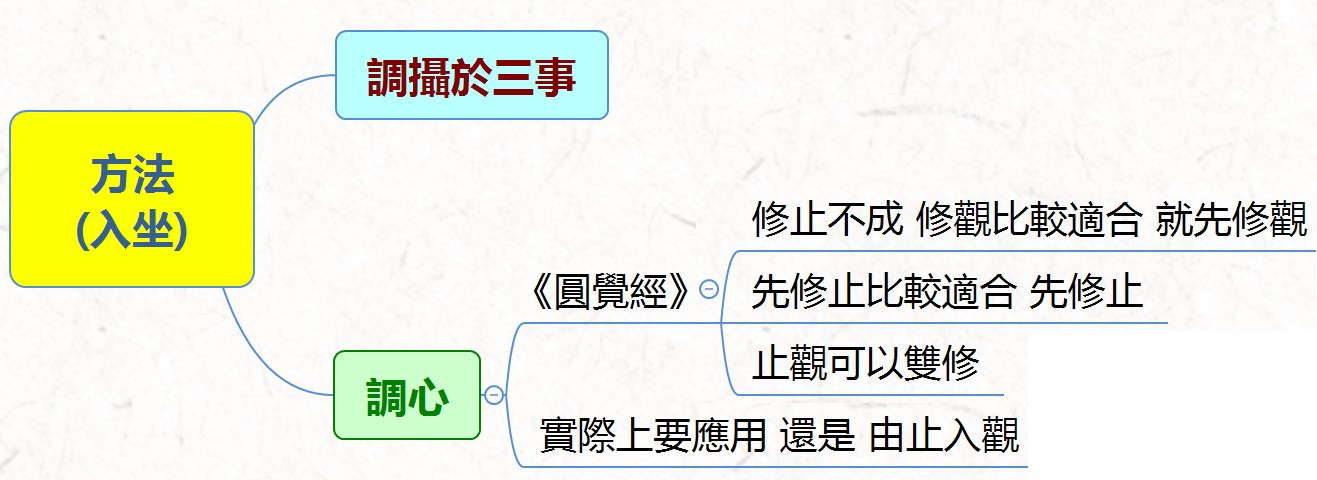 方法
(入坐)
調攝於三事
調心
《圓覺經》
修止不成 修觀比較適合 就先修觀
先修止比較適合 先修止
止觀可以雙修
實際上要應用 還是 由止入觀